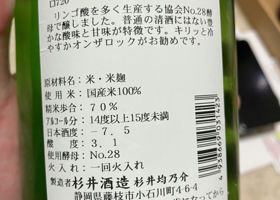 ロ720
リンゴ酸を多く生産する協会No.28酵
母で醸しました。普通の清酒にはない豊
かな酸味と甘味が特徴です。キリッと冷
やすかオンザロックがお勧めです。
原材料名：米・米麹
使用米：国産米100％
精米歩合：７０％
アルコール分：14度以上15度未満
日本酒度：－７．５
酸度：３．１
使用酵母：No.28
火入れ：一回火入れ
製造者 杉井酒造 杉井均乃介
静岡県藤枝市小石川町4-4
4938669031423